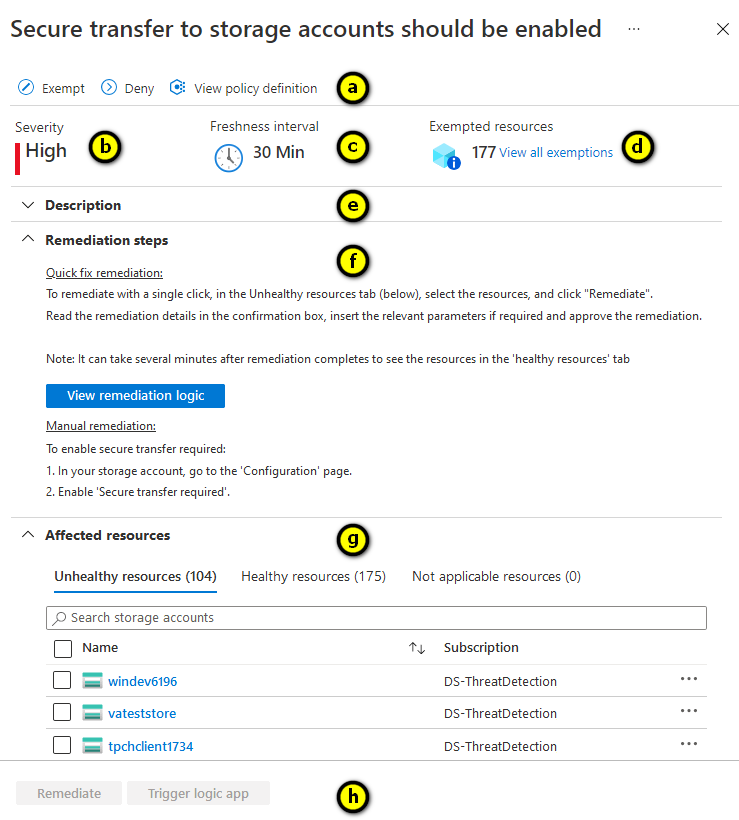 Secure transfer to storage accounts should be enabled ...
Exempt Deny View policy definition a
Severity Freshness interval Exempted resources
High b 30 Min c 177 View all exemptions d
Description e
Remediation steps f
Quick fix remediation:
To remediate with a single click, in the Unhealthy resources tab (below), select the resources, and click "Remediate".
Read the remediation details in the confirmation box, insert the relevant parameters if required and approve the remediation.
Note: It can take several minutes after remediation completes to see the resources in the 'healthy resources' tab
View remediation logic
Manual remediation:
To enable secure transfer required:
1. In your storage account, go to the 'Configuration' page.
2. Enable 'Secure transfer required'.
Affected resources g
Unhealthy resources (104) Healthy resources (175) Not applicable resources (0)
Search storage accounts
Name Subscription
windev6196 DS-ThreatDetection ...
vateststore DS-ThreatDetection ...
tpchclient1734 DS-ThreatDetection ...
Remediate Trigger logic app h